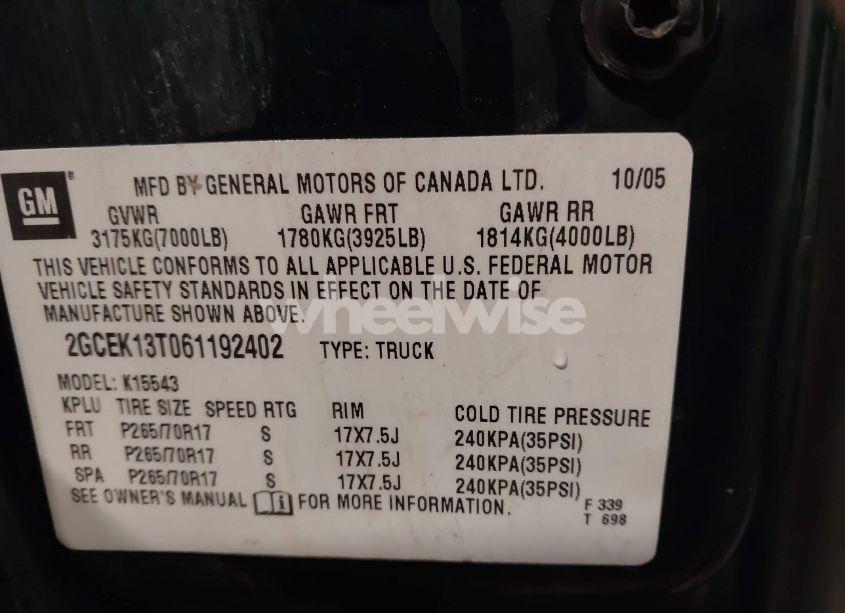 GM ® MFD BY GENERAL MOTORS OF CANADA LTD. 10/05
GVWR GAWR FRT GAWR RR
3175KG(7000LB) 1780KG(3925LB) 1814KG(4000LB)
THIS VEHICLE CONFORMS TO ALL APPLICABLE U.S. FEDERAL MOTOR
VEHICLE SAFETY STANDARDS IN EFFECT ON THE DATE OF
MANUFACTURE SHOWN ABOVE.
wheelwise
2GCEK13T061192402 TYPE: TRUCK
MODEL: K15543
KPLU TIRE SIZE SPEED RTG RIM COLD TIRE PRESSURE
FRT P265/70R17 S 17X7.5J 240KPA(35PSI)
RR P265/70R17 S 17X7.5J 240KPA(35PSI)
SPA P265/70R17 S 17X7.5J 240KPA(35PSI)
SEE OWNER'S MANUAL FOR MORE INFORMATION.
F 339
T 698